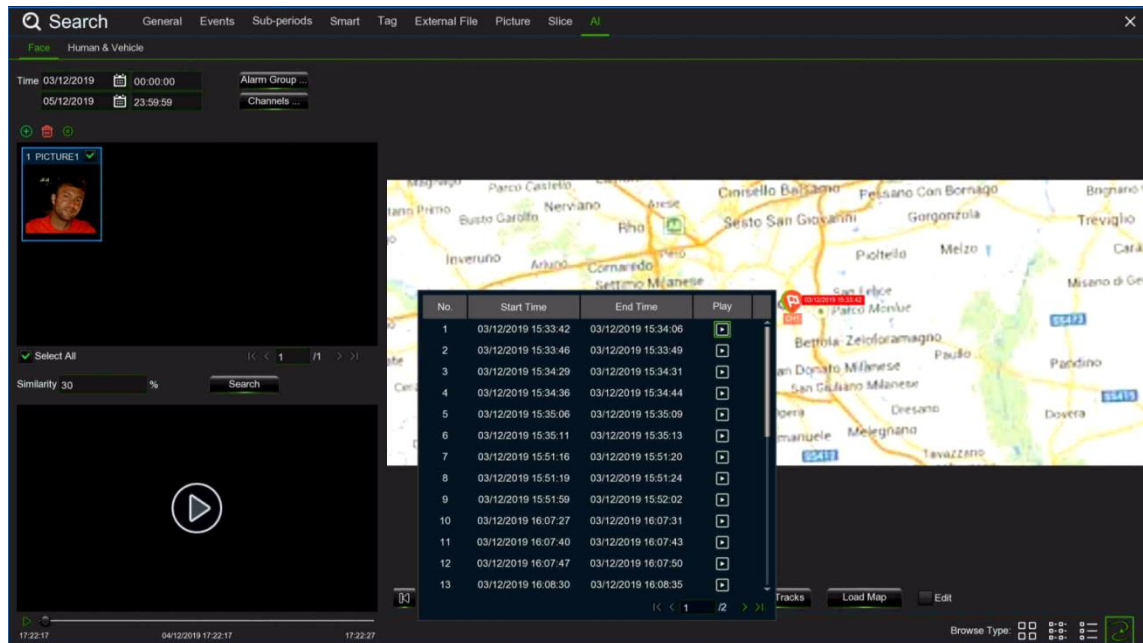 Search General Events Sub-periods Smart Tag External File Picture Slice AI
Face Human & Vehicle
Time 03/12/2019 00:00:00 Alarm Group ...
05/12/2019 23:59:59 Channels ...
1 PICTURE1
Select All 1 /1
Similarity 30 % Search
17:22:17 04/12/2019 17:22:17 17:22:27
Parco Castello Cinisello Balsamo Pessano Con Bornago Brignano
Nerviano Arese
Busto Garolfo Rho Sesto San Giovanni Gorgonzola Treviglio
Inveruno Arluno Cornaredo Pioltello Melzo Cara
Settimo Milanese San Felice Misano di Ge
03/12/2019 15:33:42
CH1 Parco Monlue
SS473
Bettola-Zeloforamagno
Paullo Pandino
an Donato Milanese
San Giuliano Milanese
SS415
Dresano Dovera
Melegnano
SS412 Tavazzano
No. Start Time End Time Play
1 03/12/2019 15:33:42 03/12/2019 15:34:06
2 03/12/2019 15:33:46 03/12/2019 15:33:49
3 03/12/2019 15:34:29 03/12/2019 15:34:31
4 03/12/2019 15:34:36 03/12/2019 15:34:44
5 03/12/2019 15:35:06 03/12/2019 15:35:09
6 03/12/2019 15:35:11 03/12/2019 15:35:13
7 03/12/2019 15:51:16 03/12/2019 15:51:20
8 03/12/2019 15:51:19 03/12/2019 15:51:24
9 03/12/2019 15:51:59 03/12/2019 15:52:02
10 03/12/2019 16:07:27 03/12/2019 16:07:31
11 03/12/2019 16:07:40 03/12/2019 16:07:43
12 03/12/2019 16:07:47 03/12/2019 16:07:50
13 03/12/2019 16:08:30 03/12/2019 16:08:35
1 /2
Tracks Load Map Edit
Browse Type: